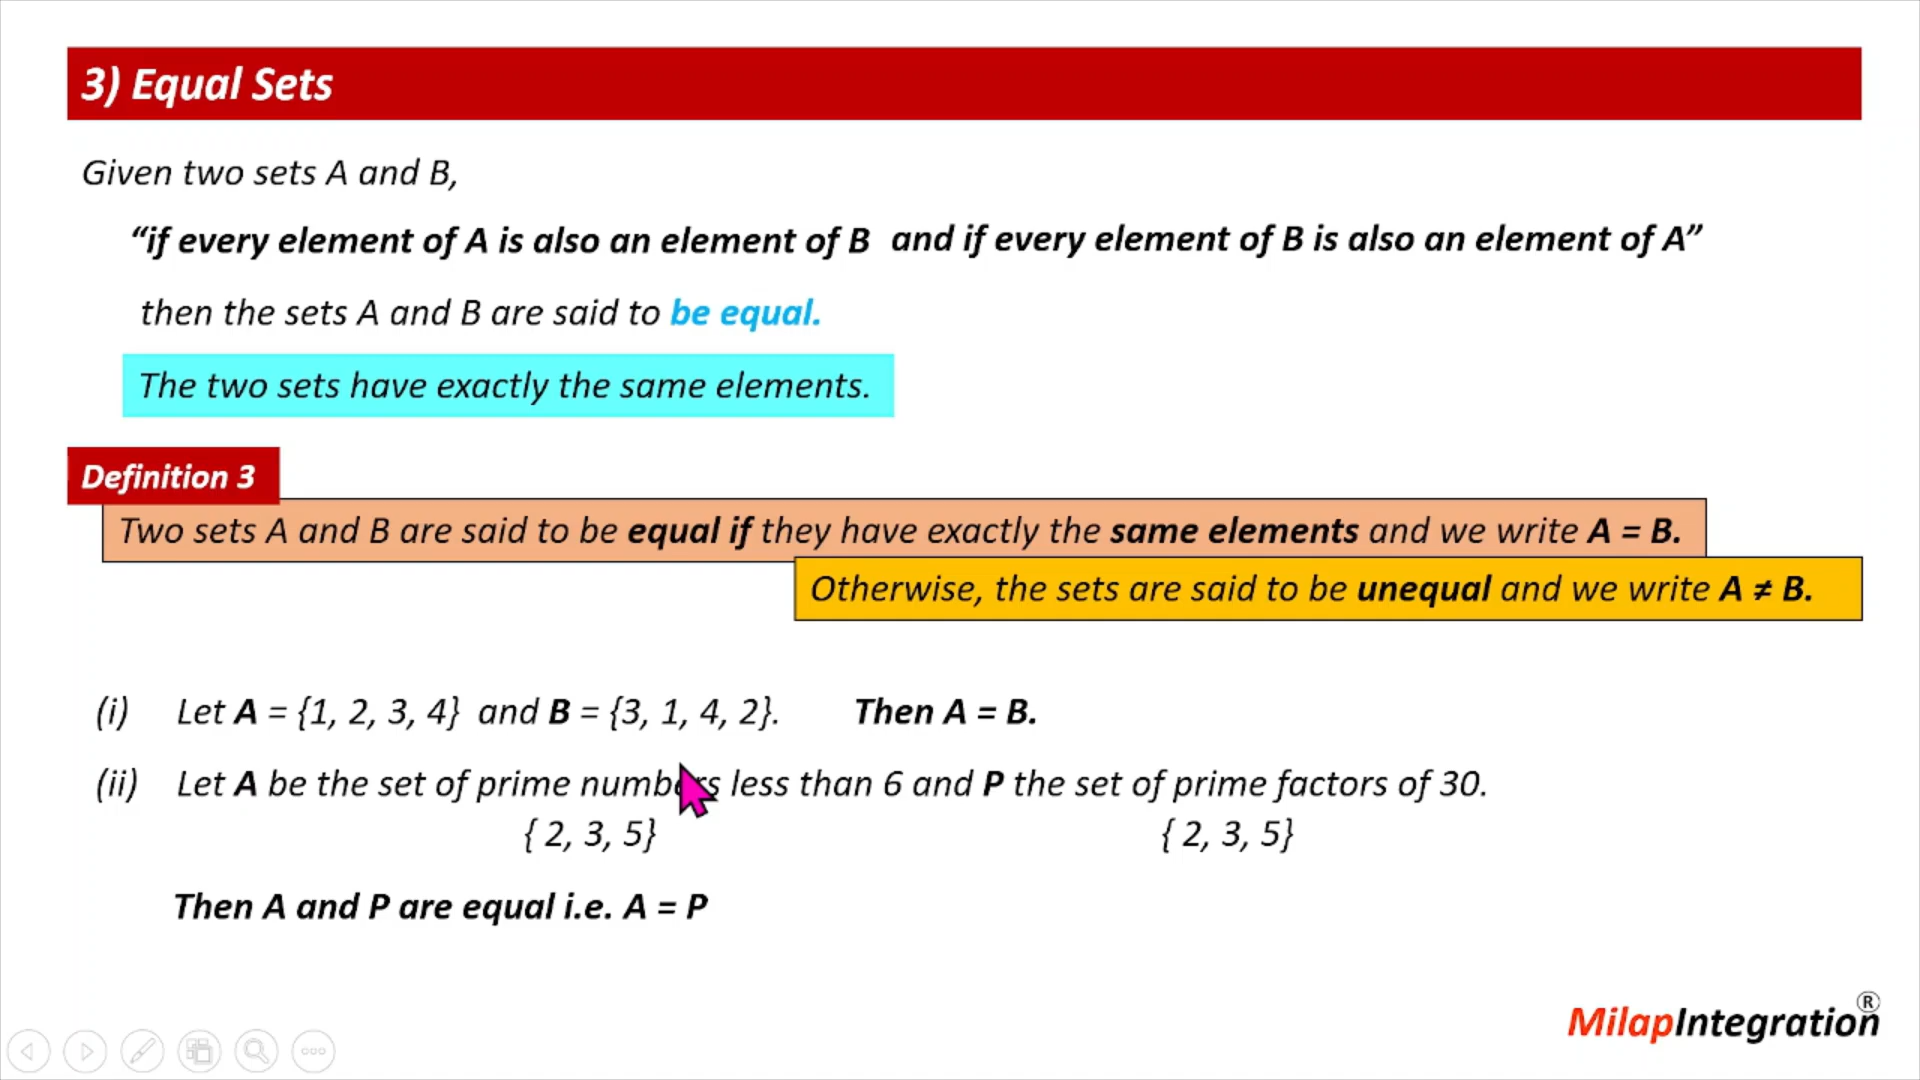 3) Equal Sets
Given two sets A and B,
“if every element of A is also an element of B and if every element of B is also an element of A”
then the sets A and B are said to be equal.
The two sets have exactly the same elements.
Definition 3
Two sets A and B are said to be equal if they have exactly the same elements and we write A = B.
Otherwise, the sets are said to be unequal and we write A ≠ B.
(i) Let A = {1, 2, 3, 4} and B = {3, 1, 4, 2}. Then A = B.
(ii) Let A be the set of prime numbers less than 6 and P the set of prime factors of 30.
{ 2, 3, 5} { 2, 3, 5}
Then A and P are equal i.e. A = P
MilapIntegration®